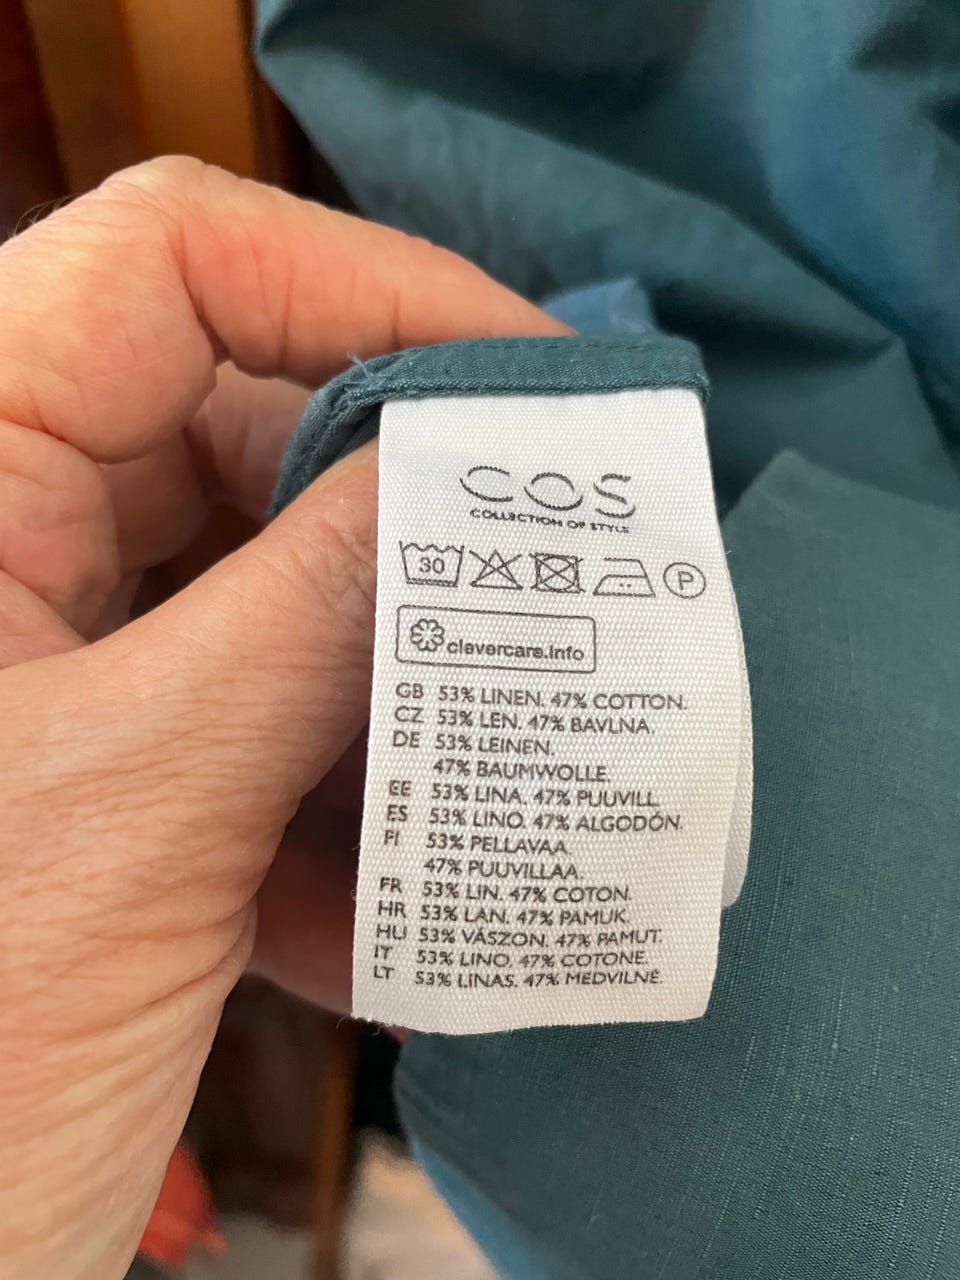 COS
COLLECTION OF STYLE
30 P
clevercare.info
GB 53% LINEN. 47% COTTON.
CZ 53% LEN. 47% BAVLNA.
DE 53% LEINEN.
47% BAUMWOLLE.
EE 53% LINA. 47% PUUVILL.
ES 53% LINO. 47% ALGODÓN.
FI 53% PELLAVAA.
47% PUUVILLAA.
FR 53% LIN. 47% COTON.
HR 53% LAN. 47% PAMUK.
HU 53% VÁSZON. 47% PAMUT.
IT 53% LINO. 47% COTONE.
LT 53% LINAS. 47% MEDVILNĖ.